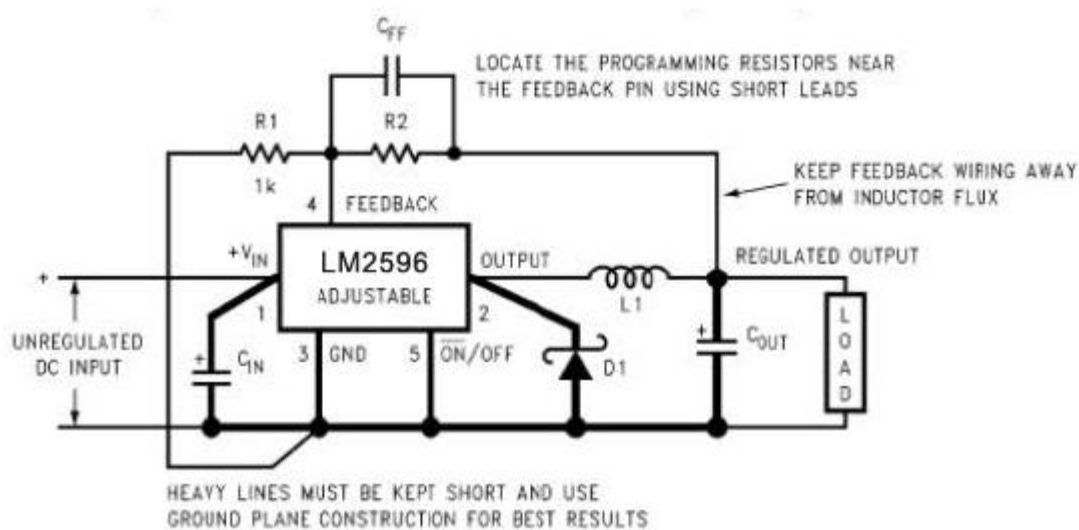 CFF
LOCATE THE PROGRAMMING RESISTORS NEAR
THE FEEDBACK PIN USING SHORT LEADS
R1
R2
1k
KEEP FEEDBACK WIRING AWAY
FROM INDUCTOR FLUX
4
FEEDBACK
+VIN
LM2596
ADJUSTABLE
OUTPUT
REGULATED OUTPUT
+
L1
1
2
UNREGULATED
DC INPUT
+
CIN
3
GND
5
ON/OFF
D1
+
COUT
LOAD
HEAVY LINES MUST BE KEPT SHORT AND USE
GROUND PLANE CONSTRUCTION FOR BEST RESULTS